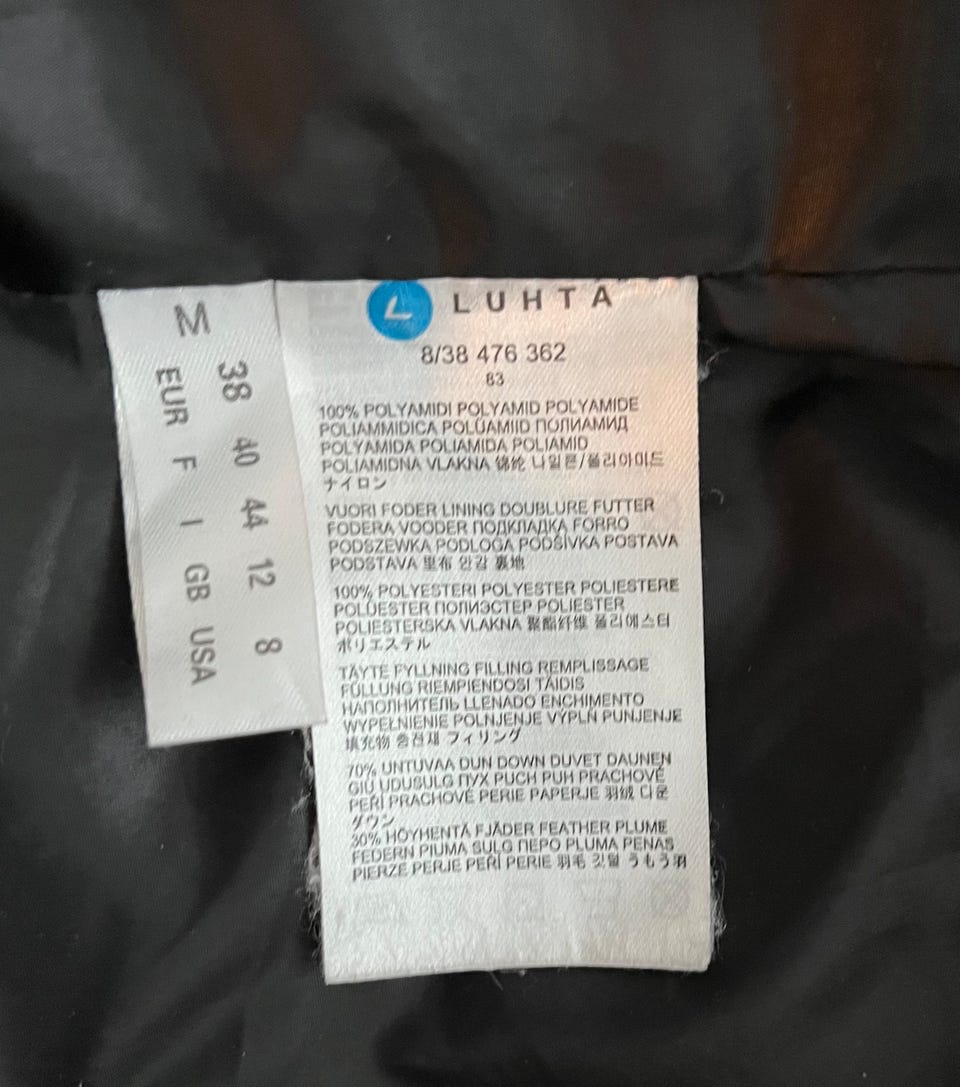 M
38 40 44 12 8
EUR F I GB USA
LUHTA
8/38 476 362
83
100% POLYAMIDI POLYAMID POLYAMIDE
POLIAMMIDICA POLÜAMIID ПОЛИАМИД
POLYAMIDA POLIAMIDA POLIAMID
POLIAMIDNA VLAKNA 锦纶 나일론/폴리아미드
ナイロン
VUORI FODER LINING DOUBLURE FUTTER
FODERA VOODER ПОДКЛАДКА FORRO
PODSZEWKA PODLOGA PODŠÍVKA POSTAVA
PODSTAVA 里布 안감 裏地
100% POLYESTERI POLYESTER POLIESTERE
POLÜESTER ПОЛИЭСТЕР POLIESTER
POLIESTERSKA VLAKNA 聚酯纤维 폴리에스터
ポリエステル
TÄYTE FYLLNING FILLING REMPLISSAGE
FÜLLUNG RIEMPIENDOSI TÄIDIS
НАПОЛНИТЕЛЬ LLENADO ENCHIMENTO
WYPEŁNIENIE POLNJENJE VÝPLŇ PUNJENJE
填充物 충전재 フィリング
70% UNTUVAA DUN DOWN DUVET DAUNEN
GIÙ UDUSULG ПУХ PUCH PUH PRACHOVÉ
PEŘÍ PRACHOVÉ PERIE PAPERJE 羽绒 다운
ダウン
30% HÖYHENTÄ FJÄDER FEATHER PLUME
FEDERN PIUMA SULG ПЕРО PLUMA PENAS
PIERZE PERJE PEŘÍ PERIE 羽毛 깃털 うもう羽